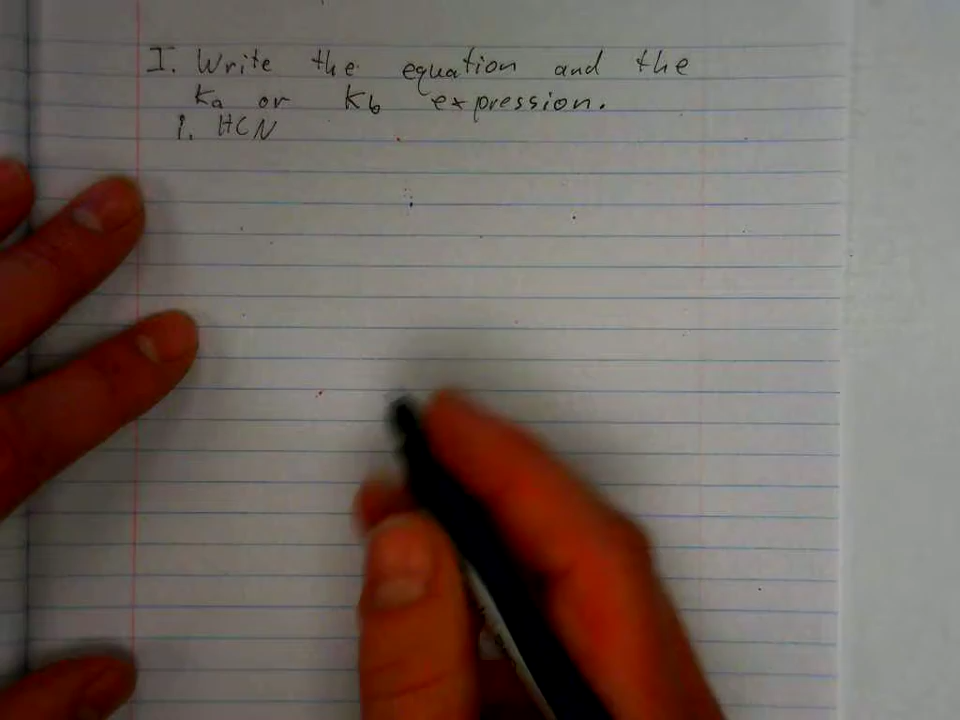 I. Write the equation and the
Ka or Kb expression.
1. HCN